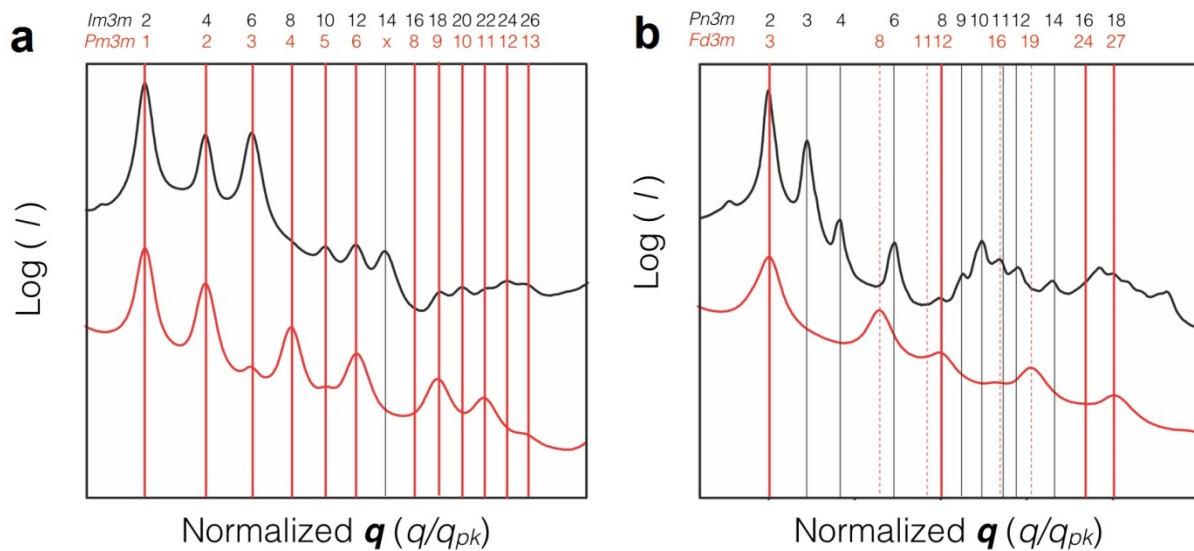 a
Im3m 2 4 6 8 10 12 14 16 18 20 22 24 26
Pm3m 1 2 3 4 5 6 x 8 9 10 11 12 13
Log ( I )
Normalized q (q/qpk)
b
Pn3m 2 3 4 6 8 9 10 11 12 14 16 18
Fd3m 3 8 11 12 16 19 24 27
Log ( I )
Normalized q (q/qpk)